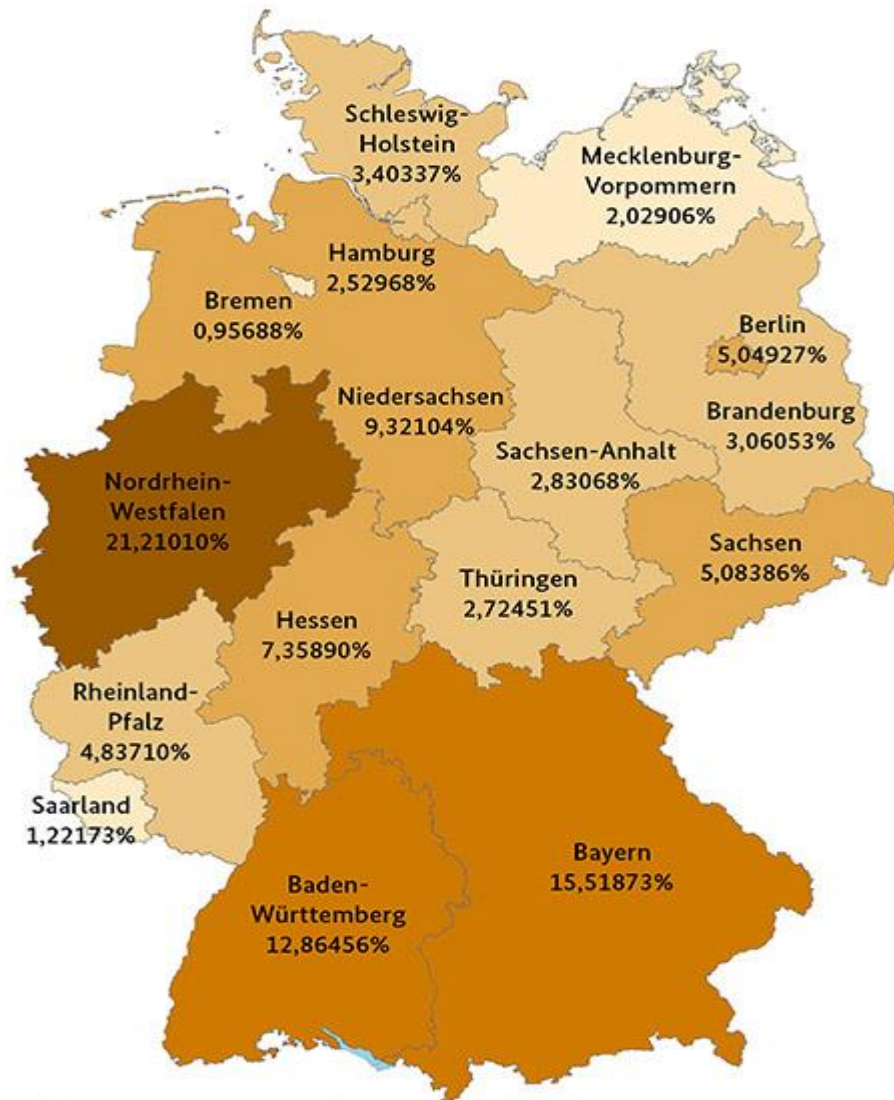 Schleswig-
Holstein
3,40337%
Mecklenburg-
Vorpommern
2,02906%
Hamburg
2,52968%
Bremen
0,95688%
Berlin
5,04927%
Niedersachsen
9,32104%
Brandenburg
3,06053%
Sachsen-Anhalt
2,83068%
Nordrhein-
Westfalen
21,21010%
Sachsen
5,08386%
Thüringen
2,72451%
Hessen
7,35890%
Rheinland-
Pfalz
4,83710%
Saarland
1,22173%
Bayern
15,51873%
Baden-
Württemberg
12,86456%